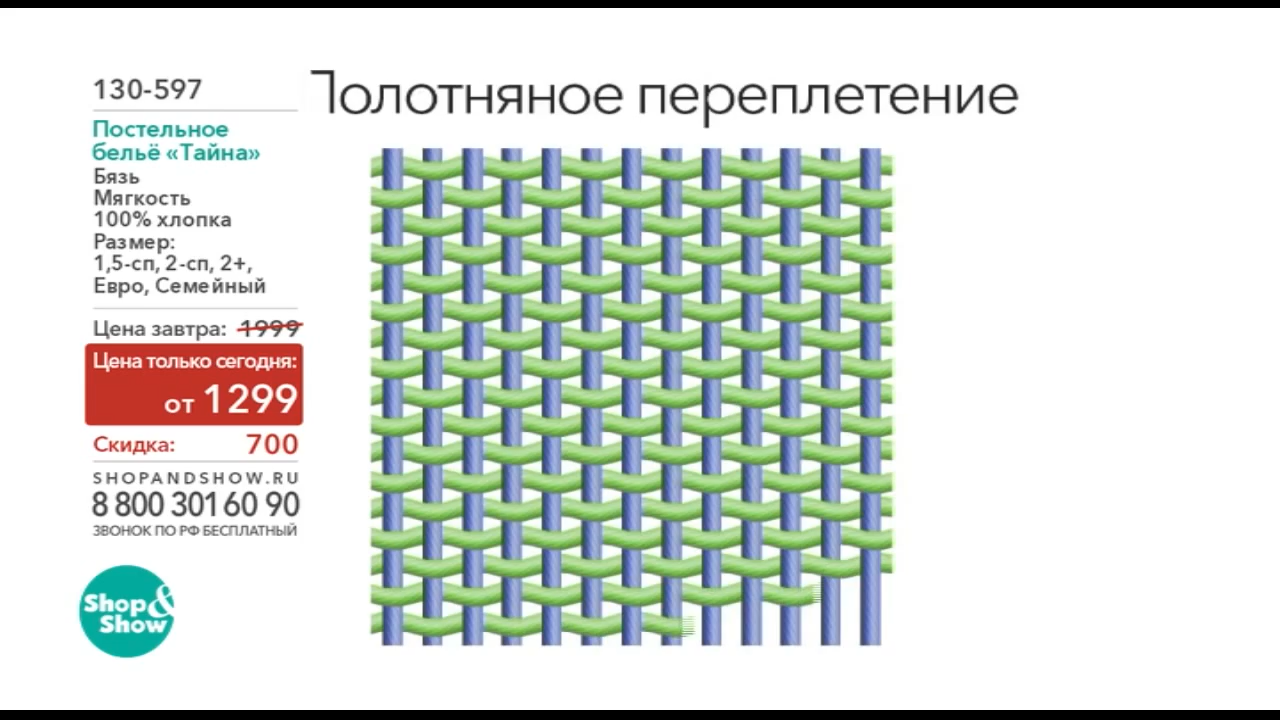 130-597
Полотняное переплетение
Постельное
бельё «Тайна»
Бязь
Мягкость
100% хлопка
Размер:
1,5-сп, 2-сп, 2+,
Евро, Семейный
Цена завтра: 1999
Цена только сегодня:
от 1299
Скидка: 700
SHOPANDSHOW.RU
8 800 301 60 90
ЗВОНОК ПО РФ БЕСПЛАТНЫЙ
Shop&
Show